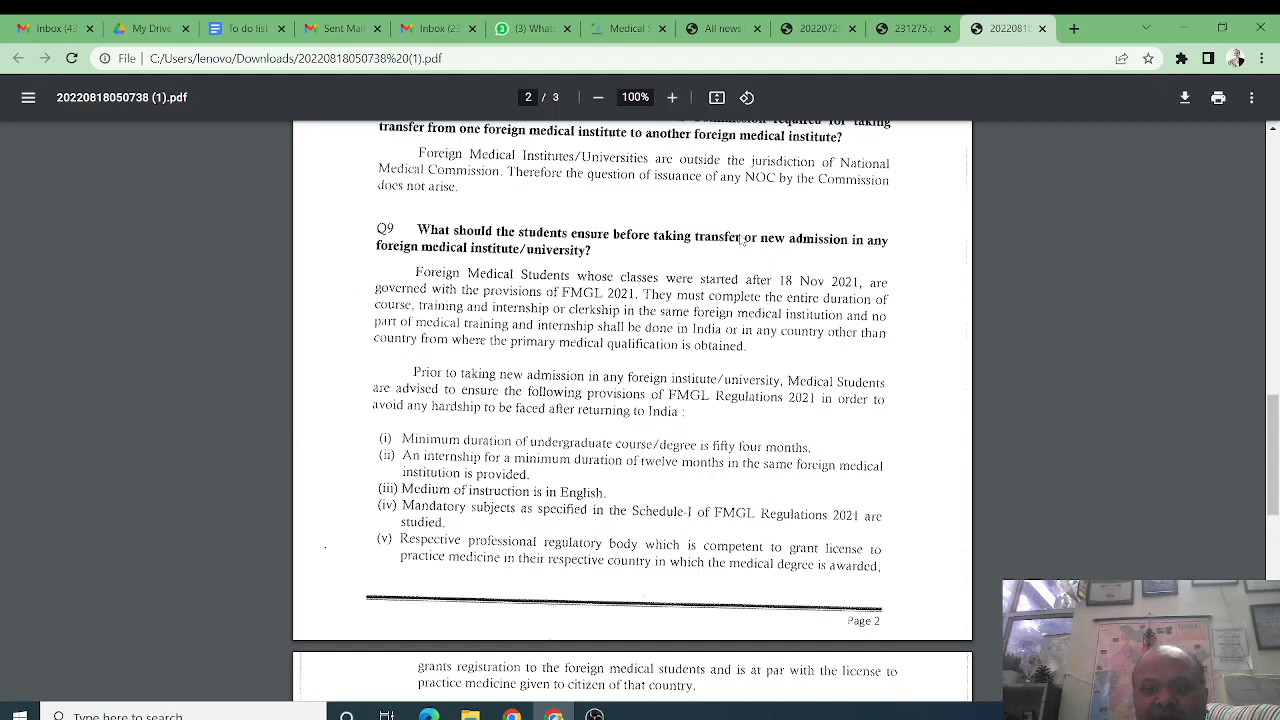 Inbox (43
My Drive
To do list
Sent Mail
Inbox (23
3
(3) What
Medical S
All news
2022072
231275.p
20220818
File C:/Users/lenovo/Downloads/20220818050738%20(1).pdf
20220818050738 (1).pdf
2 / 3
100%
required for taking
transfer from one foreign medical institute to another foreign medical institute?
Foreign Medical Institutes/Universities are outside the jurisdiction of National
Medical Commission. Therefore the question of issuance of any NOC by the Commission
does not arise.
Q9 What should the students ensure before taking transfer or new admission in any
foreign medical institute/university?
Foreign Medical Students whose classes were started after 18 Nov 2021, are
governed with the provisions of FMGL 2021. They must complete the entire duration of
course, training and internship or clerkship in the same foreign medical institution and no
part of medical training and internship shall be done in India or in any country other than
country from where the primary medical qualification is obtained.
Prior to taking new admission in any foreign institute/university, Medical Students
are advised to ensure the following provisions of FMGL Regulations 2021 in order to
avoid any hardship to be faced after returning to India :
(i) Minimum duration of undergraduate course/degree is fifty four months.
(ii) An internship for a minimum duration of twelve months in the same foreign medical
institution is provided.
(iii) Medium of instruction is in English.
(iv) Mandatory subjects as specified in the Schedule-I of FMGL Regulations 2021 are
studied.
(v) Respective professional regulatory body which is competent to grant license to
practice medicine in their respective country in which the medical degree is awarded,
Page 2
grants registration to the foreign medical students and is at par with the license to
practice medicine given to citizen of that country.
Type here to search